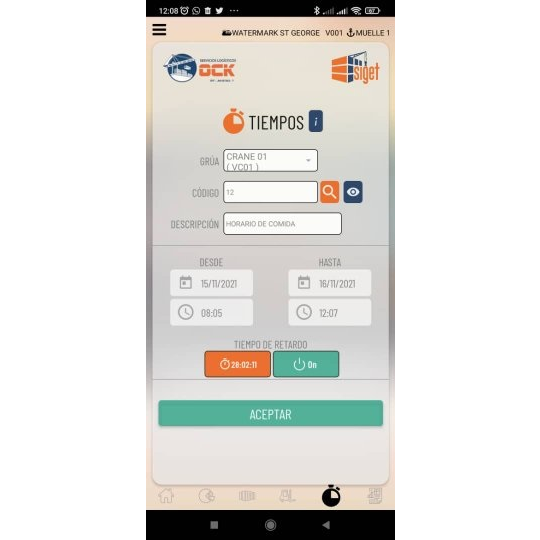 12:08
WATERMARK ST GEORGE V001 MUELLE 1
OCK
siget
TIEMPOS i
GRÚA
CRANE 01
( VC01 )
CÓDIGO 12
DESCRIPCIÓN HORARIO DE COMIDA
DESDE HASTA
15/11/2021 16/11/2021
08:05 12:07
TIEMPO DE RETARDO
28:02:11 On
ACEPTAR